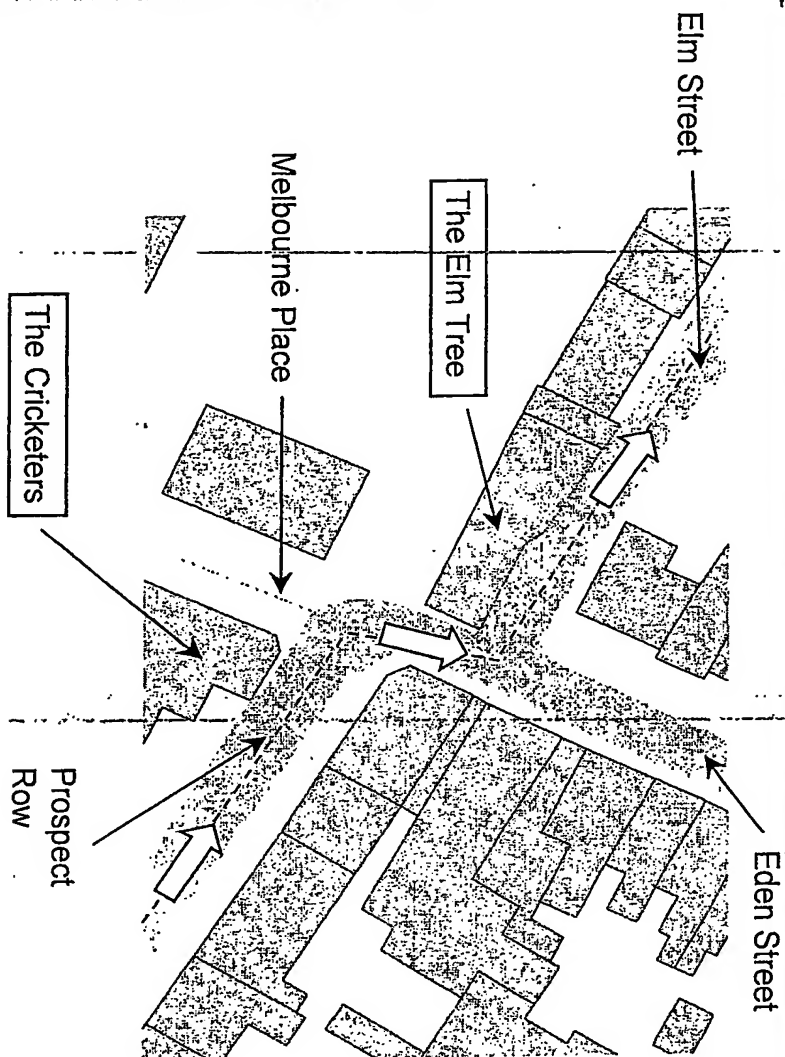 Elm Street
The Elm Tree
Melbourne Place
The Cricketers
Eden Street
Prospect
Row